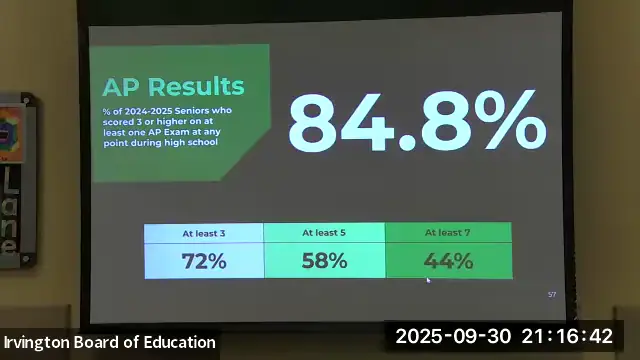 AP Results
% of 2024-2025 Seniors who
scored 3 or higher on at
least one AP Exam at any
point during high school
84.8%
At least 3 At least 5 At least 7
72% 58% 44%
57
Lane
Irvington Board of Education
2025-09-30 21:16:42